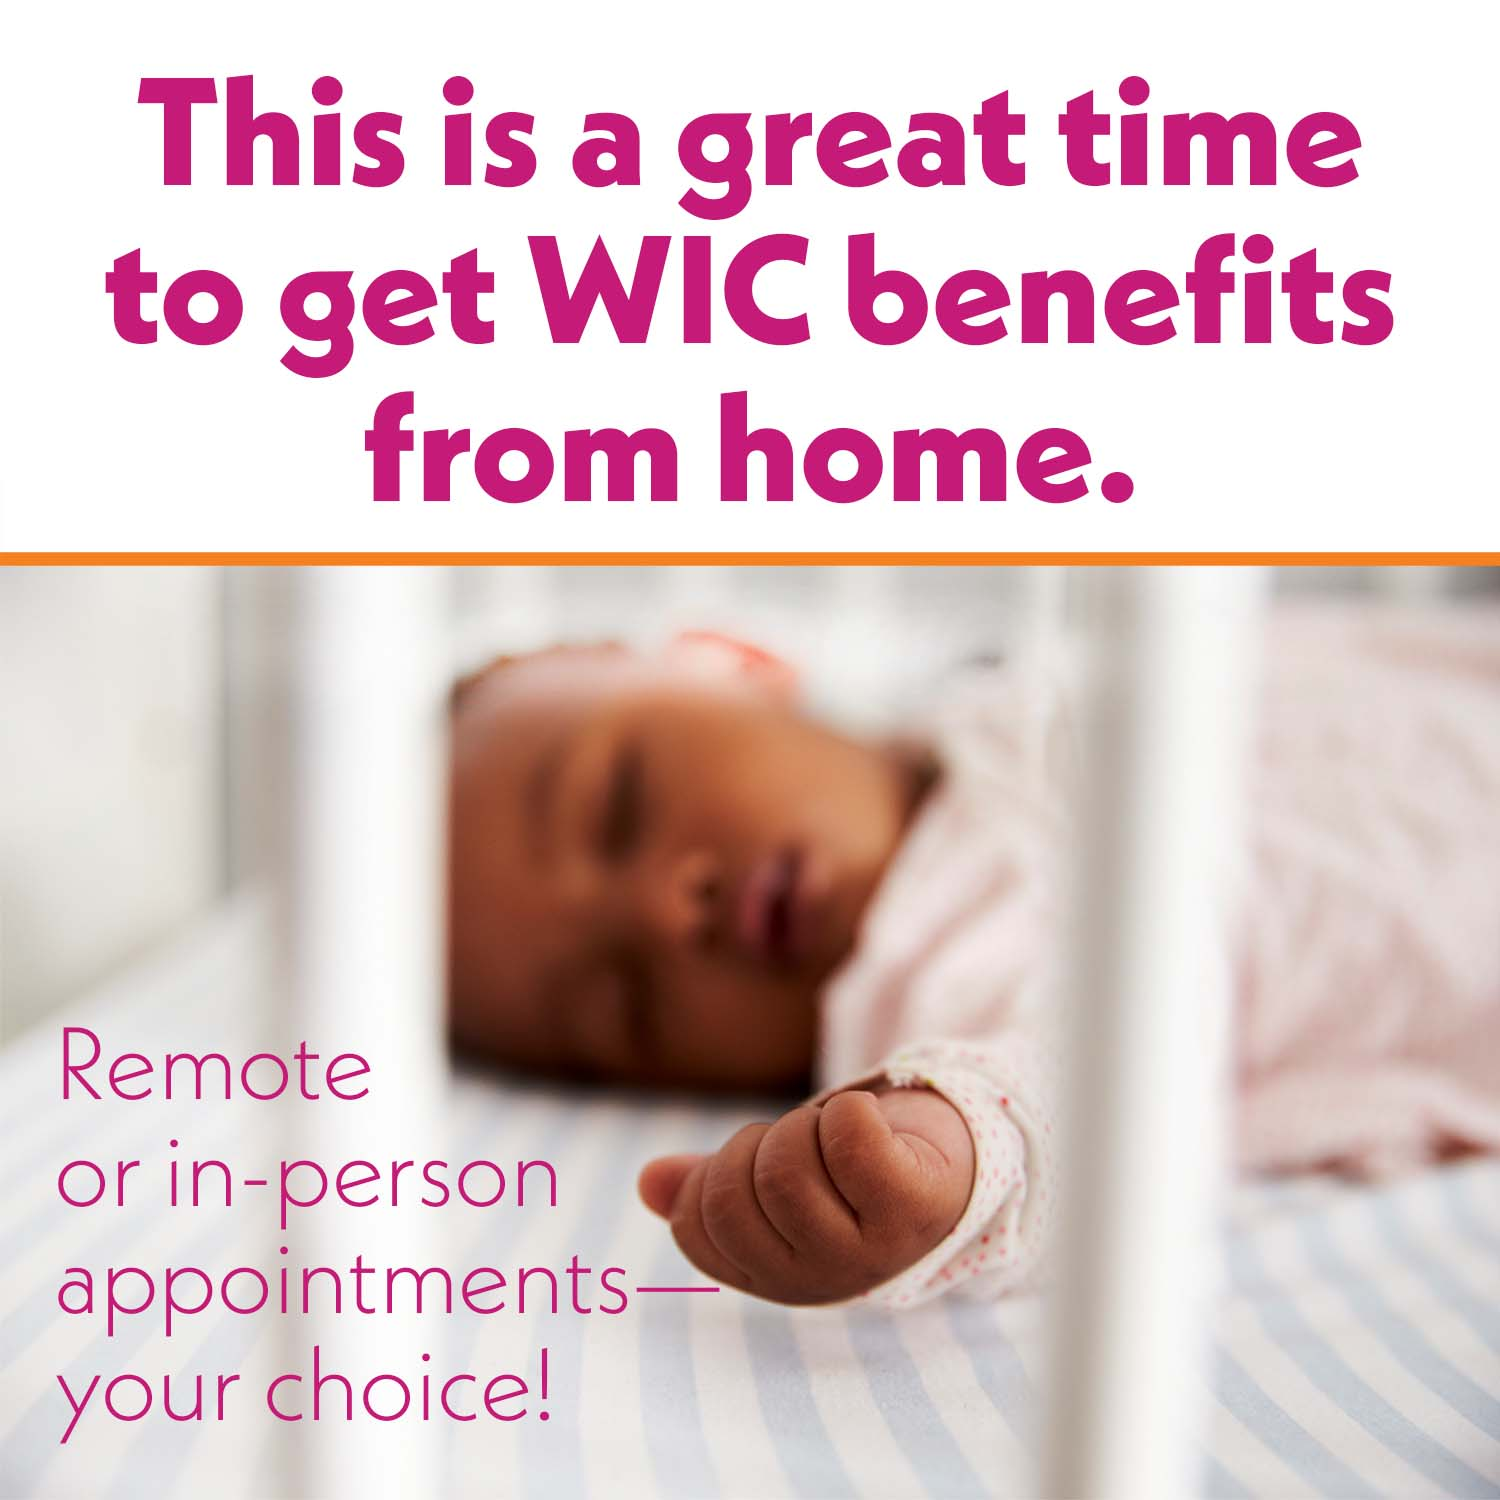 This is a great time
to get WIC benefits
from home.
Remote
or in-person
appointments—
your choice!